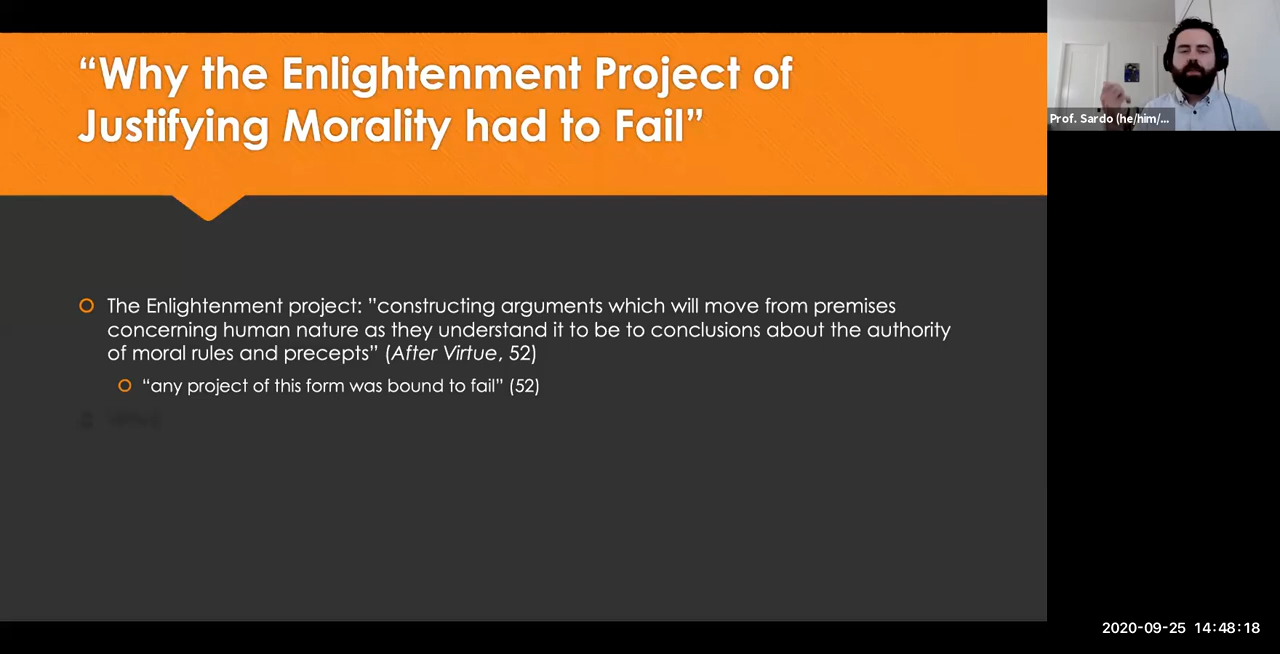 “Why the Enlightenment Project of
Justifying Morality had to Fail”
The Enlightenment project: ”constructing arguments which will move from premises
concerning human nature as they understand it to be to conclusions about the authority
of moral rules and precepts” (After Virtue, 52)
“any project of this form was bound to fail” (52)
Prof. Sardo (he/him/...
2020-09-25 14:48:18